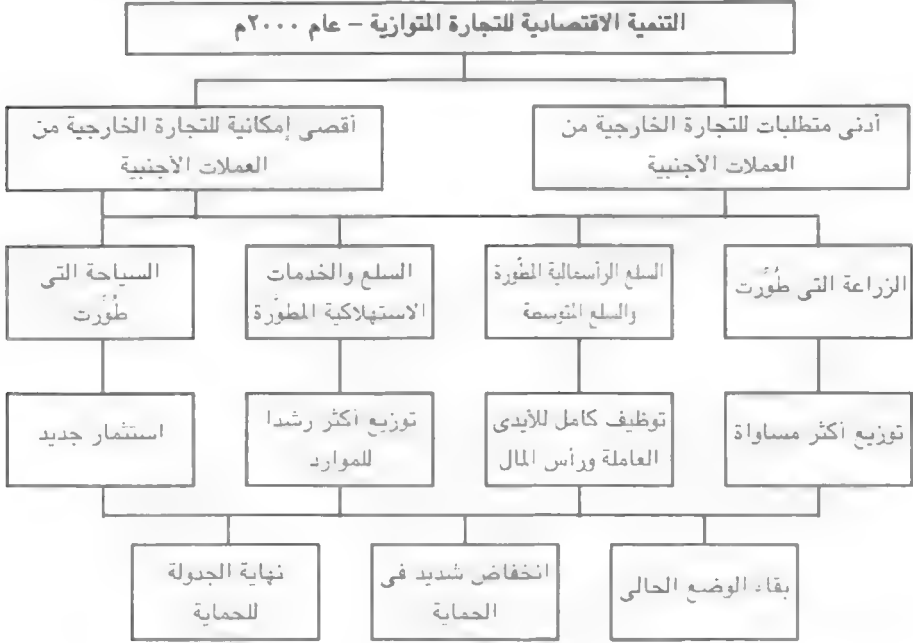 التنمية الاقتصادية للتجارة المتوازية – عام ٢٠٠٠م
أدنى متطلبات للتجارة الخارجية من
العملات الأجنبية
أقصى إمكانية للتجارة الخارجية من
العملات الأجنبية
الزراعة التى طُوِّرت
السلع الرأسمالية المطوَّرة
والسلع المتوسطة
السلع والخدمات
الاستهلاكية المطوَّرة
السياحة التى
طُوِّرت
توزيع أكثر مساواة
توظيف كامل للأيدى
العاملة ورأس المال
توزيع أكثر رشدا
للموارد
استثمار جديد
بقاء الوضع الحالى
انخفاض شديد فى
الحماية
نهاية الجدولة
للحماية